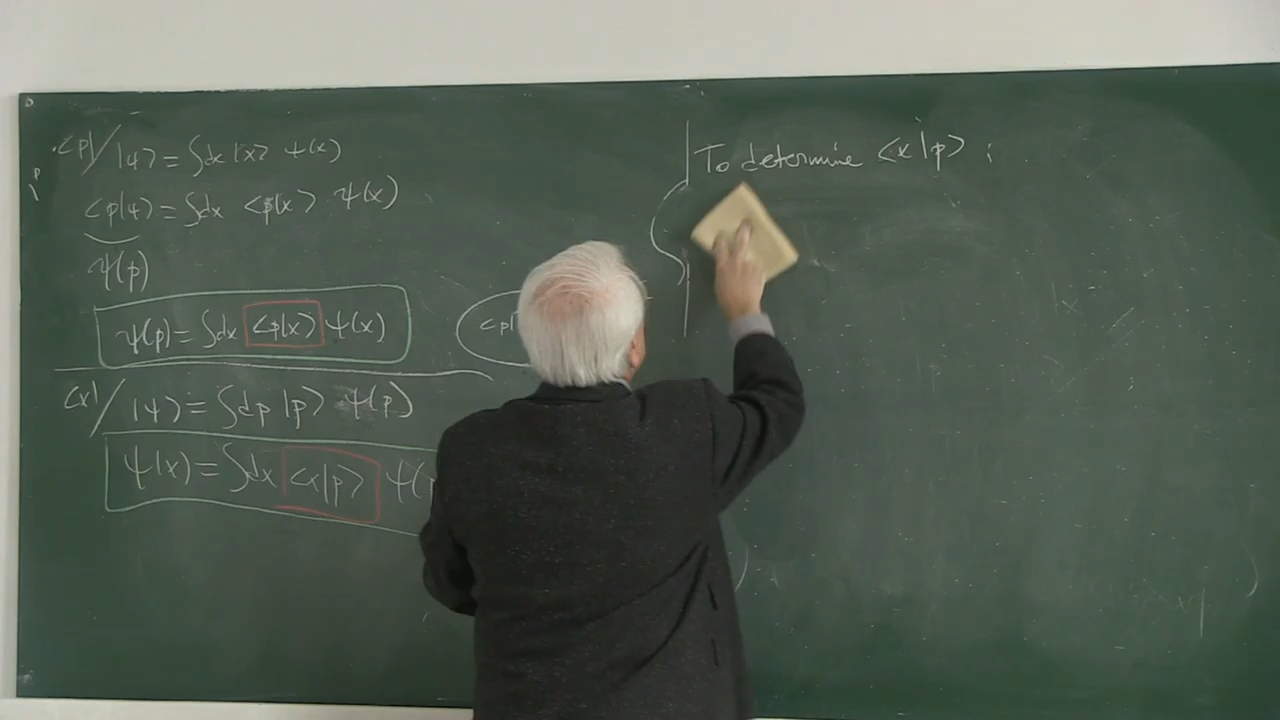 <p|/ |ψ> = ∫dx |x> ψ(x)
<p|ψ> = ∫dx <p|x> ψ(x)
ψ(p)
ψ(p) = ∫dx <p|x> ψ(x)
<p|
<x|/ |ψ> = ∫dp |p> ψ(p)
ψ(x) = ∫dx <x|p> ψ(p
To determine <x|p> :